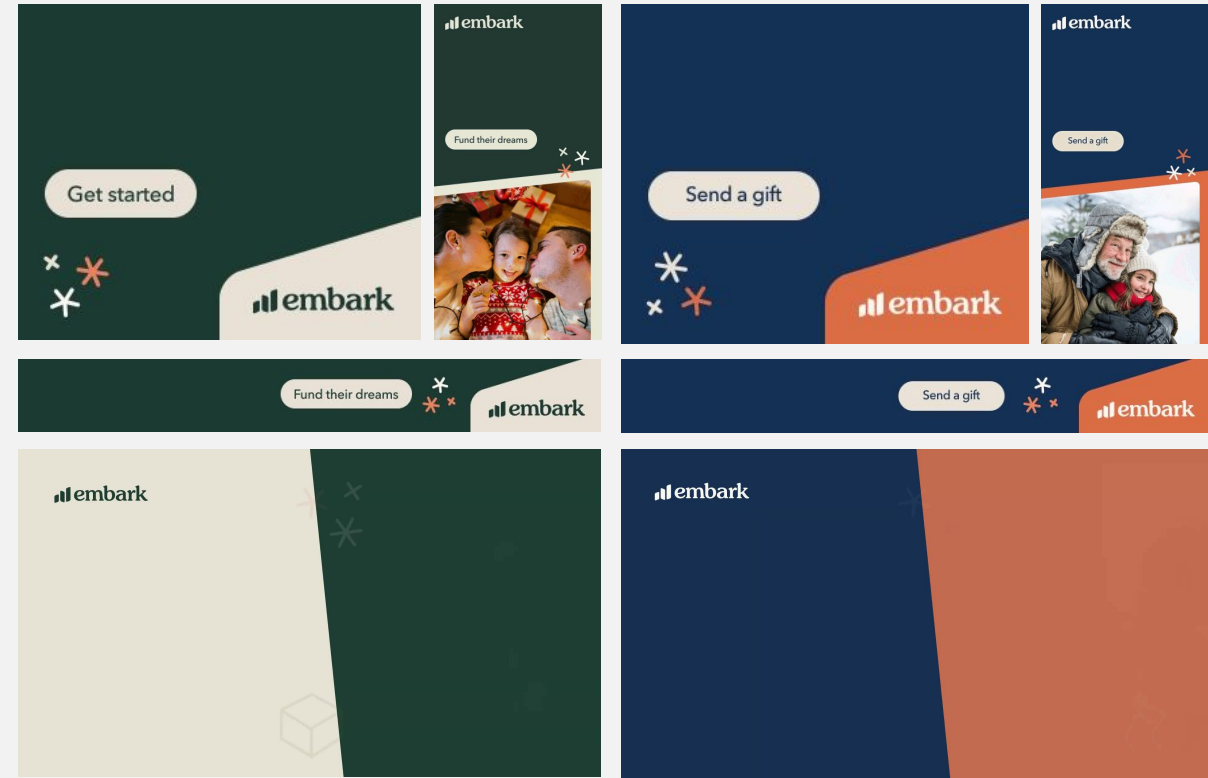 embark
embark
Get started
Fund their dreams
Send a gift
Send a gift
embark
embark
Fund their dreams
Send a gift
embark
embark
embark
embark